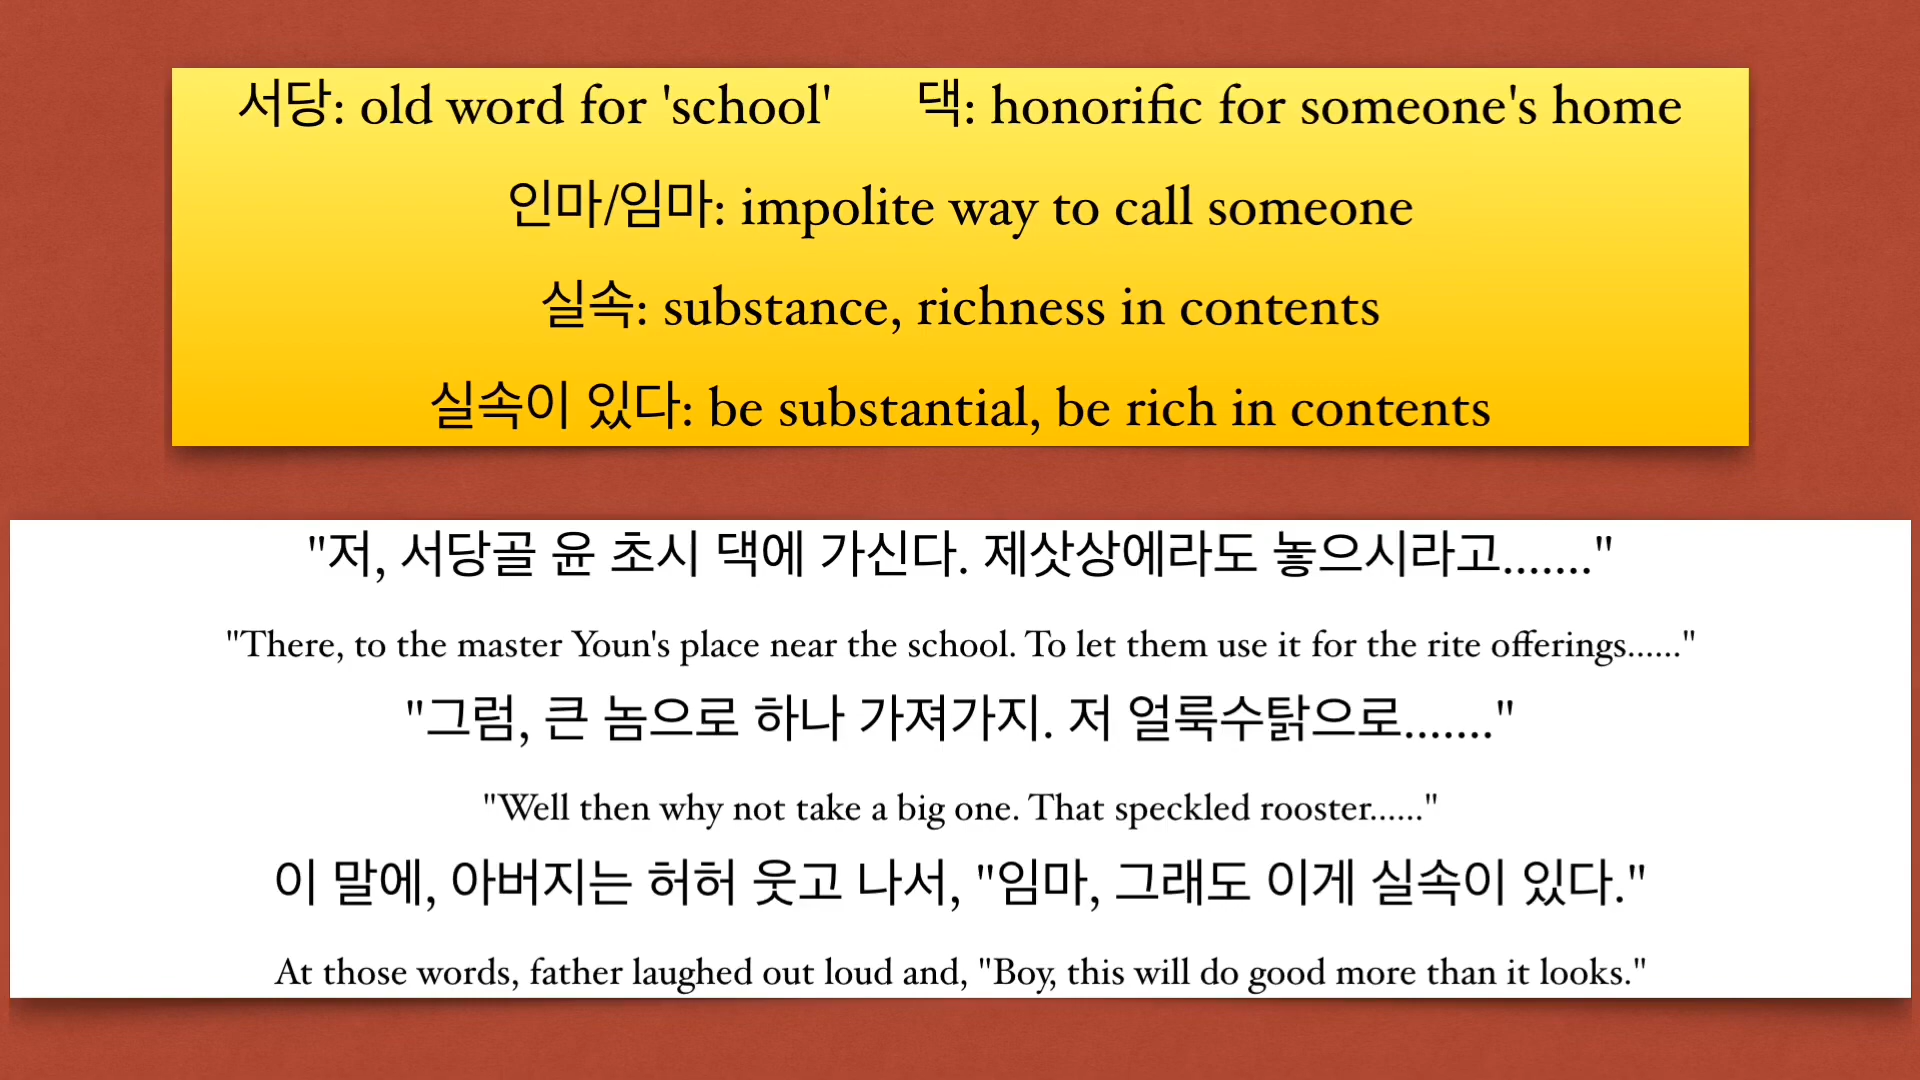 서당: old word for 'school' 댁: honorific for someone's home
인마/임마: impolite way to call someone
실속: substance, richness in contents
실속이 있다: be substantial, be rich in contents
"저, 서당골 윤 초시 댁에 가신다. 제삿상에라도 놓으시라고......."
"There, to the master Youn's place near the school. To let them use it for the rite offerings......"
"그럼, 큰 놈으로 하나 가져가지. 저 얼룩수탉으로......."
"Well then why not take a big one. That speckled rooster......"
이 말에, 아버지는 허허 웃고 나서, "임마, 그래도 이게 실속이 있다."
At those words, father laughed out loud and, "Boy, this will do good more than it looks."